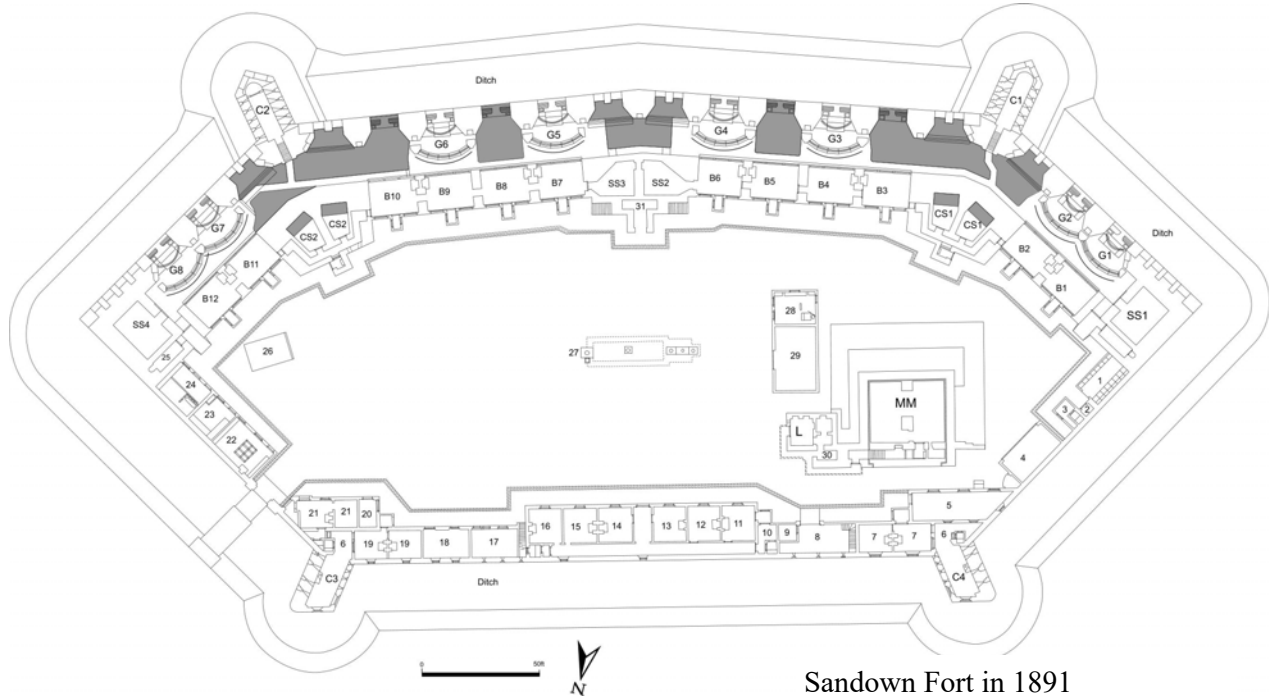 Ditch
C2
C1
G6
G5
G4
G3
B10
B9
B8
B7
SS3
SS2
B6
B5
B4
B3
31
CS2
CS2
CS1
CS1
G7
G8
B11
B12
G2
G1
B2
B1
Ditch
SS4
SS1
25
26
27
28
29
24
23
22
1
2
3
4
MM
L
30
5
21
21
20
6
19
19
18
17
16
15
14
13
12
11
10
9
8
7
7
6
C3
C4
Ditch
0
50ft
N
Sandown Fort in 1891